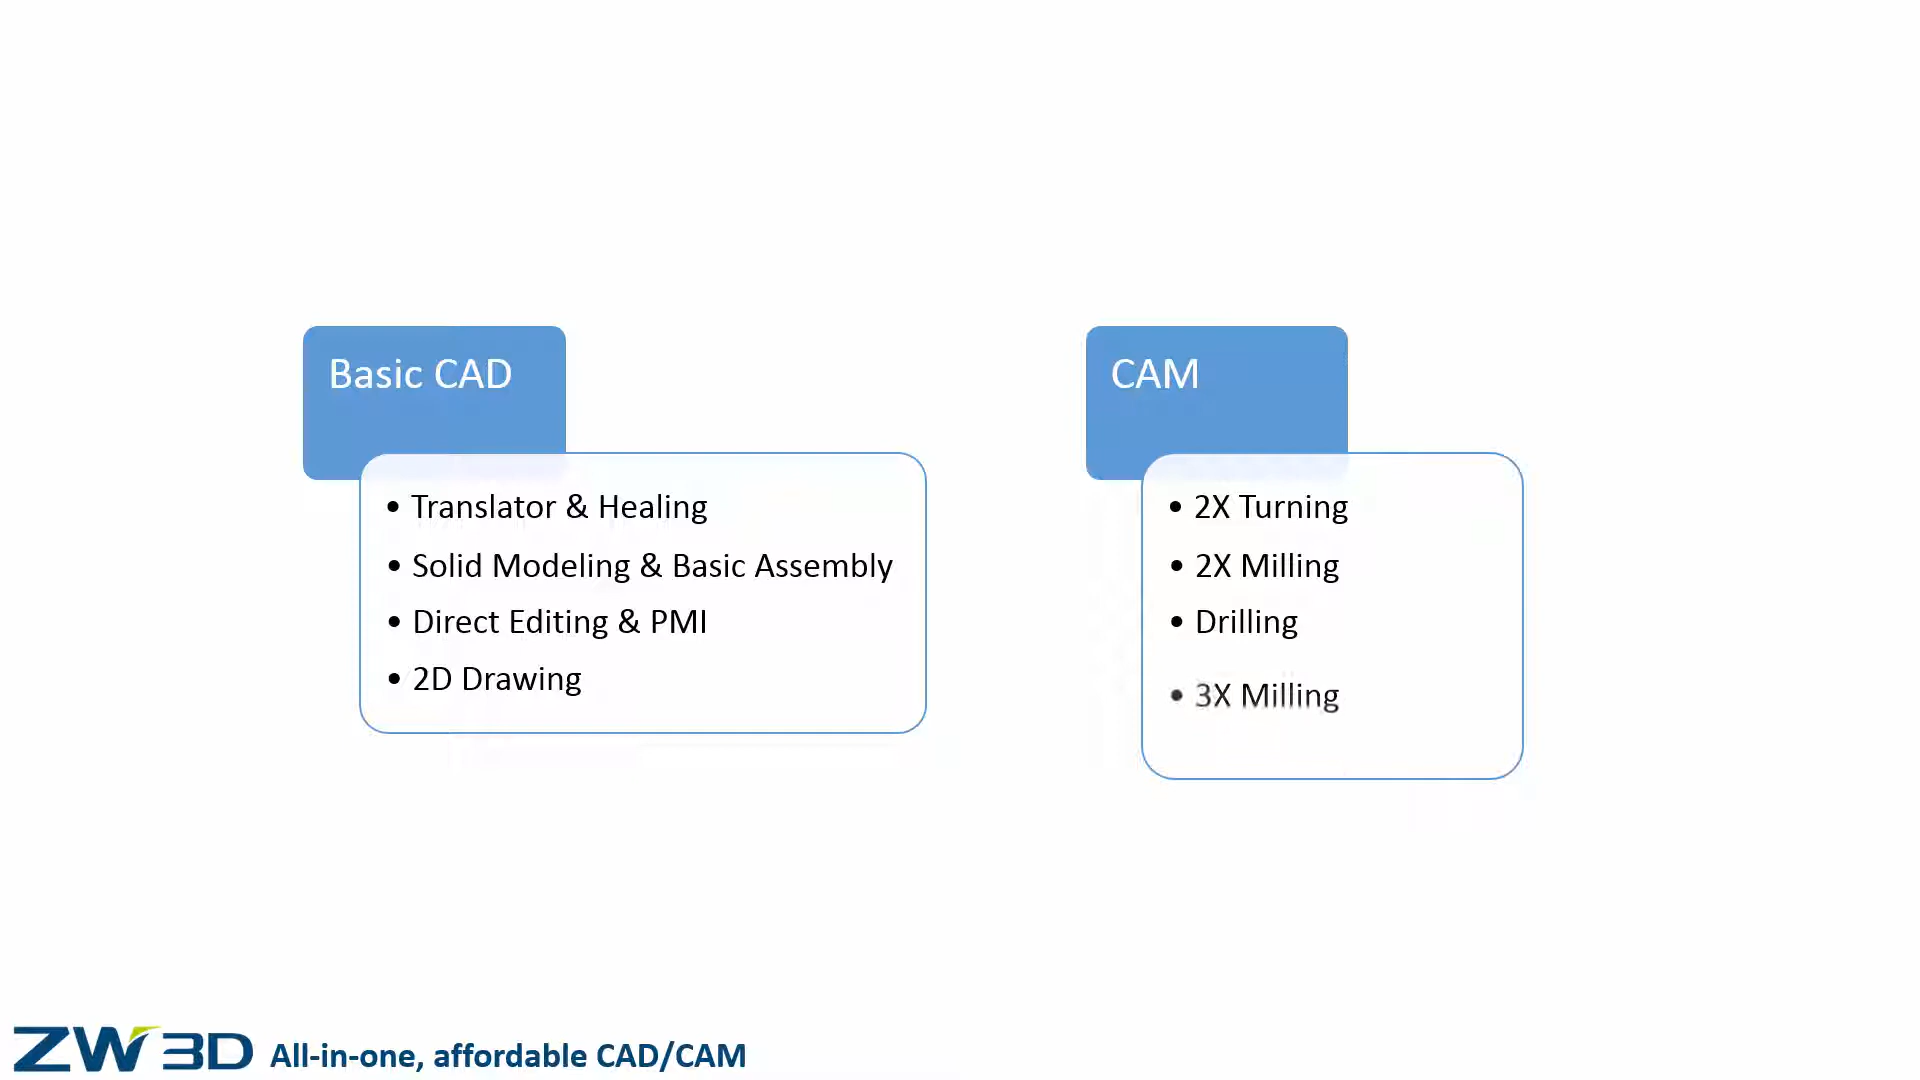 Basic CAD
• Translator & Healing
• Solid Modeling & Basic Assembly
• Direct Editing & PMI
• 2D Drawing
CAM
• 2X Turning
• 2X Milling
• Drilling
• 3X Milling
ZW3D All-in-one, affordable CAD/CAM